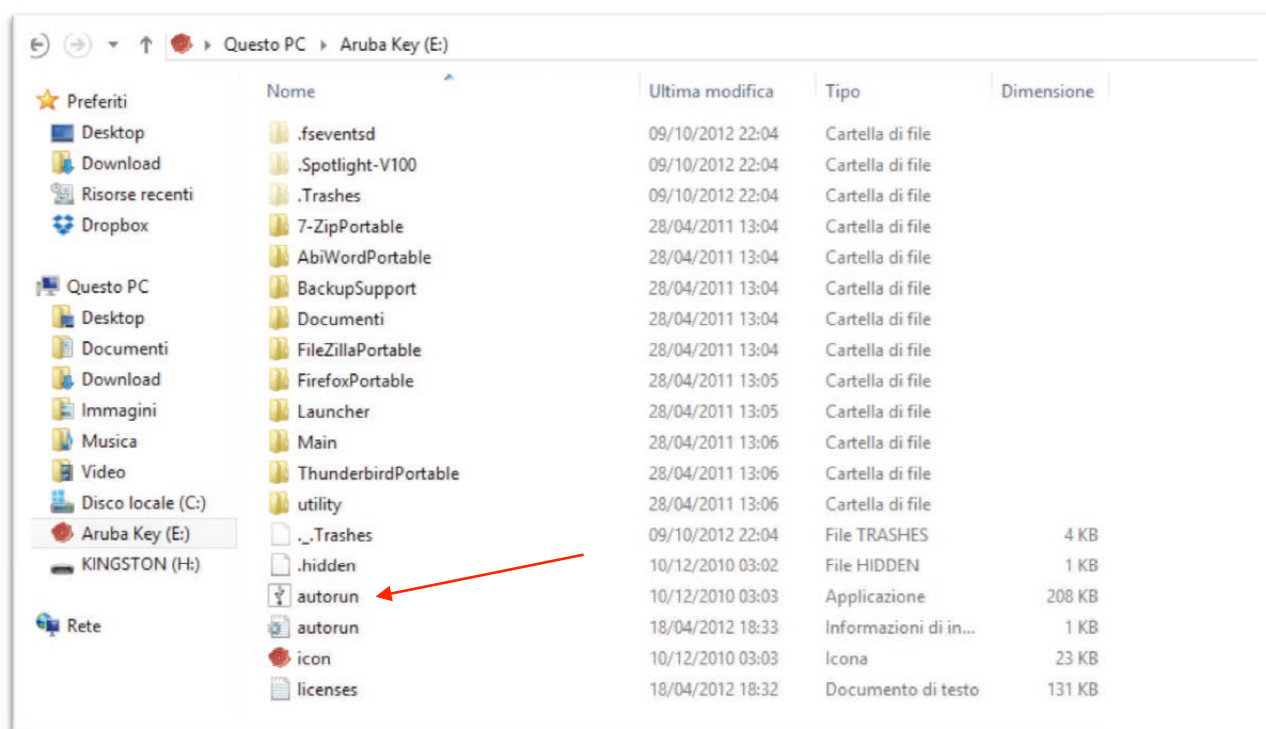 Questo PC Aruba Key (E:)
Nome Ultima modifica Tipo Dimensione
Preferiti
Desktop
Download
Risorse recenti
Dropbox
Questo PC
Desktop
Documenti
Download
Immagini
Musica
Video
Disco locale (C:)
Aruba Key (E:)
KINGSTON (H:)
Rete
.fseventsd 09/10/2012 22:04 Cartella di file
.Spotlight-V100 09/10/2012 22:04 Cartella di file
.Trashes 09/10/2012 22:04 Cartella di file
7-ZipPortable 28/04/2011 13:04 Cartella di file
AbiWordPortable 28/04/2011 13:04 Cartella di file
BackupSupport 28/04/2011 13:04 Cartella di file
Documenti 28/04/2011 13:04 Cartella di file
FileZillaPortable 28/04/2011 13:04 Cartella di file
FirefoxPortable 28/04/2011 13:05 Cartella di file
Launcher 28/04/2011 13:05 Cartella di file
Main 28/04/2011 13:06 Cartella di file
ThunderbirdPortable 28/04/2011 13:06 Cartella di file
utility 28/04/2011 13:06 Cartella di file
._.Trashes 09/10/2012 22:04 File TRASHES 4 KB
.hidden 10/12/2010 03:02 File HIDDEN 1 KB
autorun 10/12/2010 03:03 Applicazione 208 KB
autorun 18/04/2012 18:33 Informazioni di in... 1 KB
icon 10/12/2010 03:03 Icona 23 KB
licenses 18/04/2012 18:32 Documento di testo 131 KB